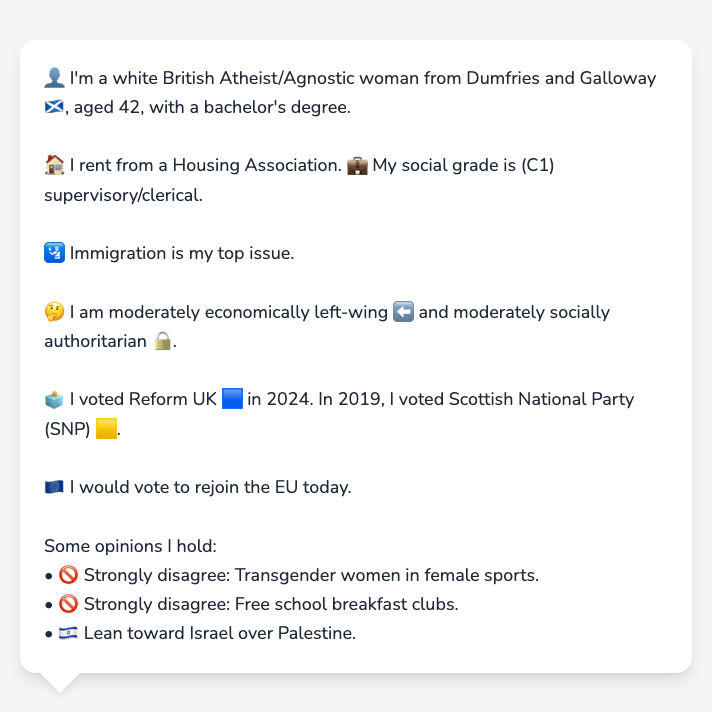 👤 I'm a white British Atheist/Agnostic woman from Dumfries and Galloway
🏴󠁧󠁢󠁳󠁣󠁴󠁿, aged 42, with a bachelor's degree.
🏠 I rent from a Housing Association. 💼 My social grade is (C1)
supervisory/clerical.
🛂 Immigration is my top issue.
🤔 I am moderately economically left-wing ⬅️ and moderately socially
authoritarian 🔒.
🗳️ I voted Reform UK 🟦 in 2024. In 2019, I voted Scottish National Party
(SNP) 🟨.
🇪🇺 I would vote to rejoin the EU today.
Some opinions I hold:
• 🚫 Strongly disagree: Transgender women in female sports.
• 🚫 Strongly disagree: Free school breakfast clubs.
• 🇮🇱 Lean toward Israel over Palestine.